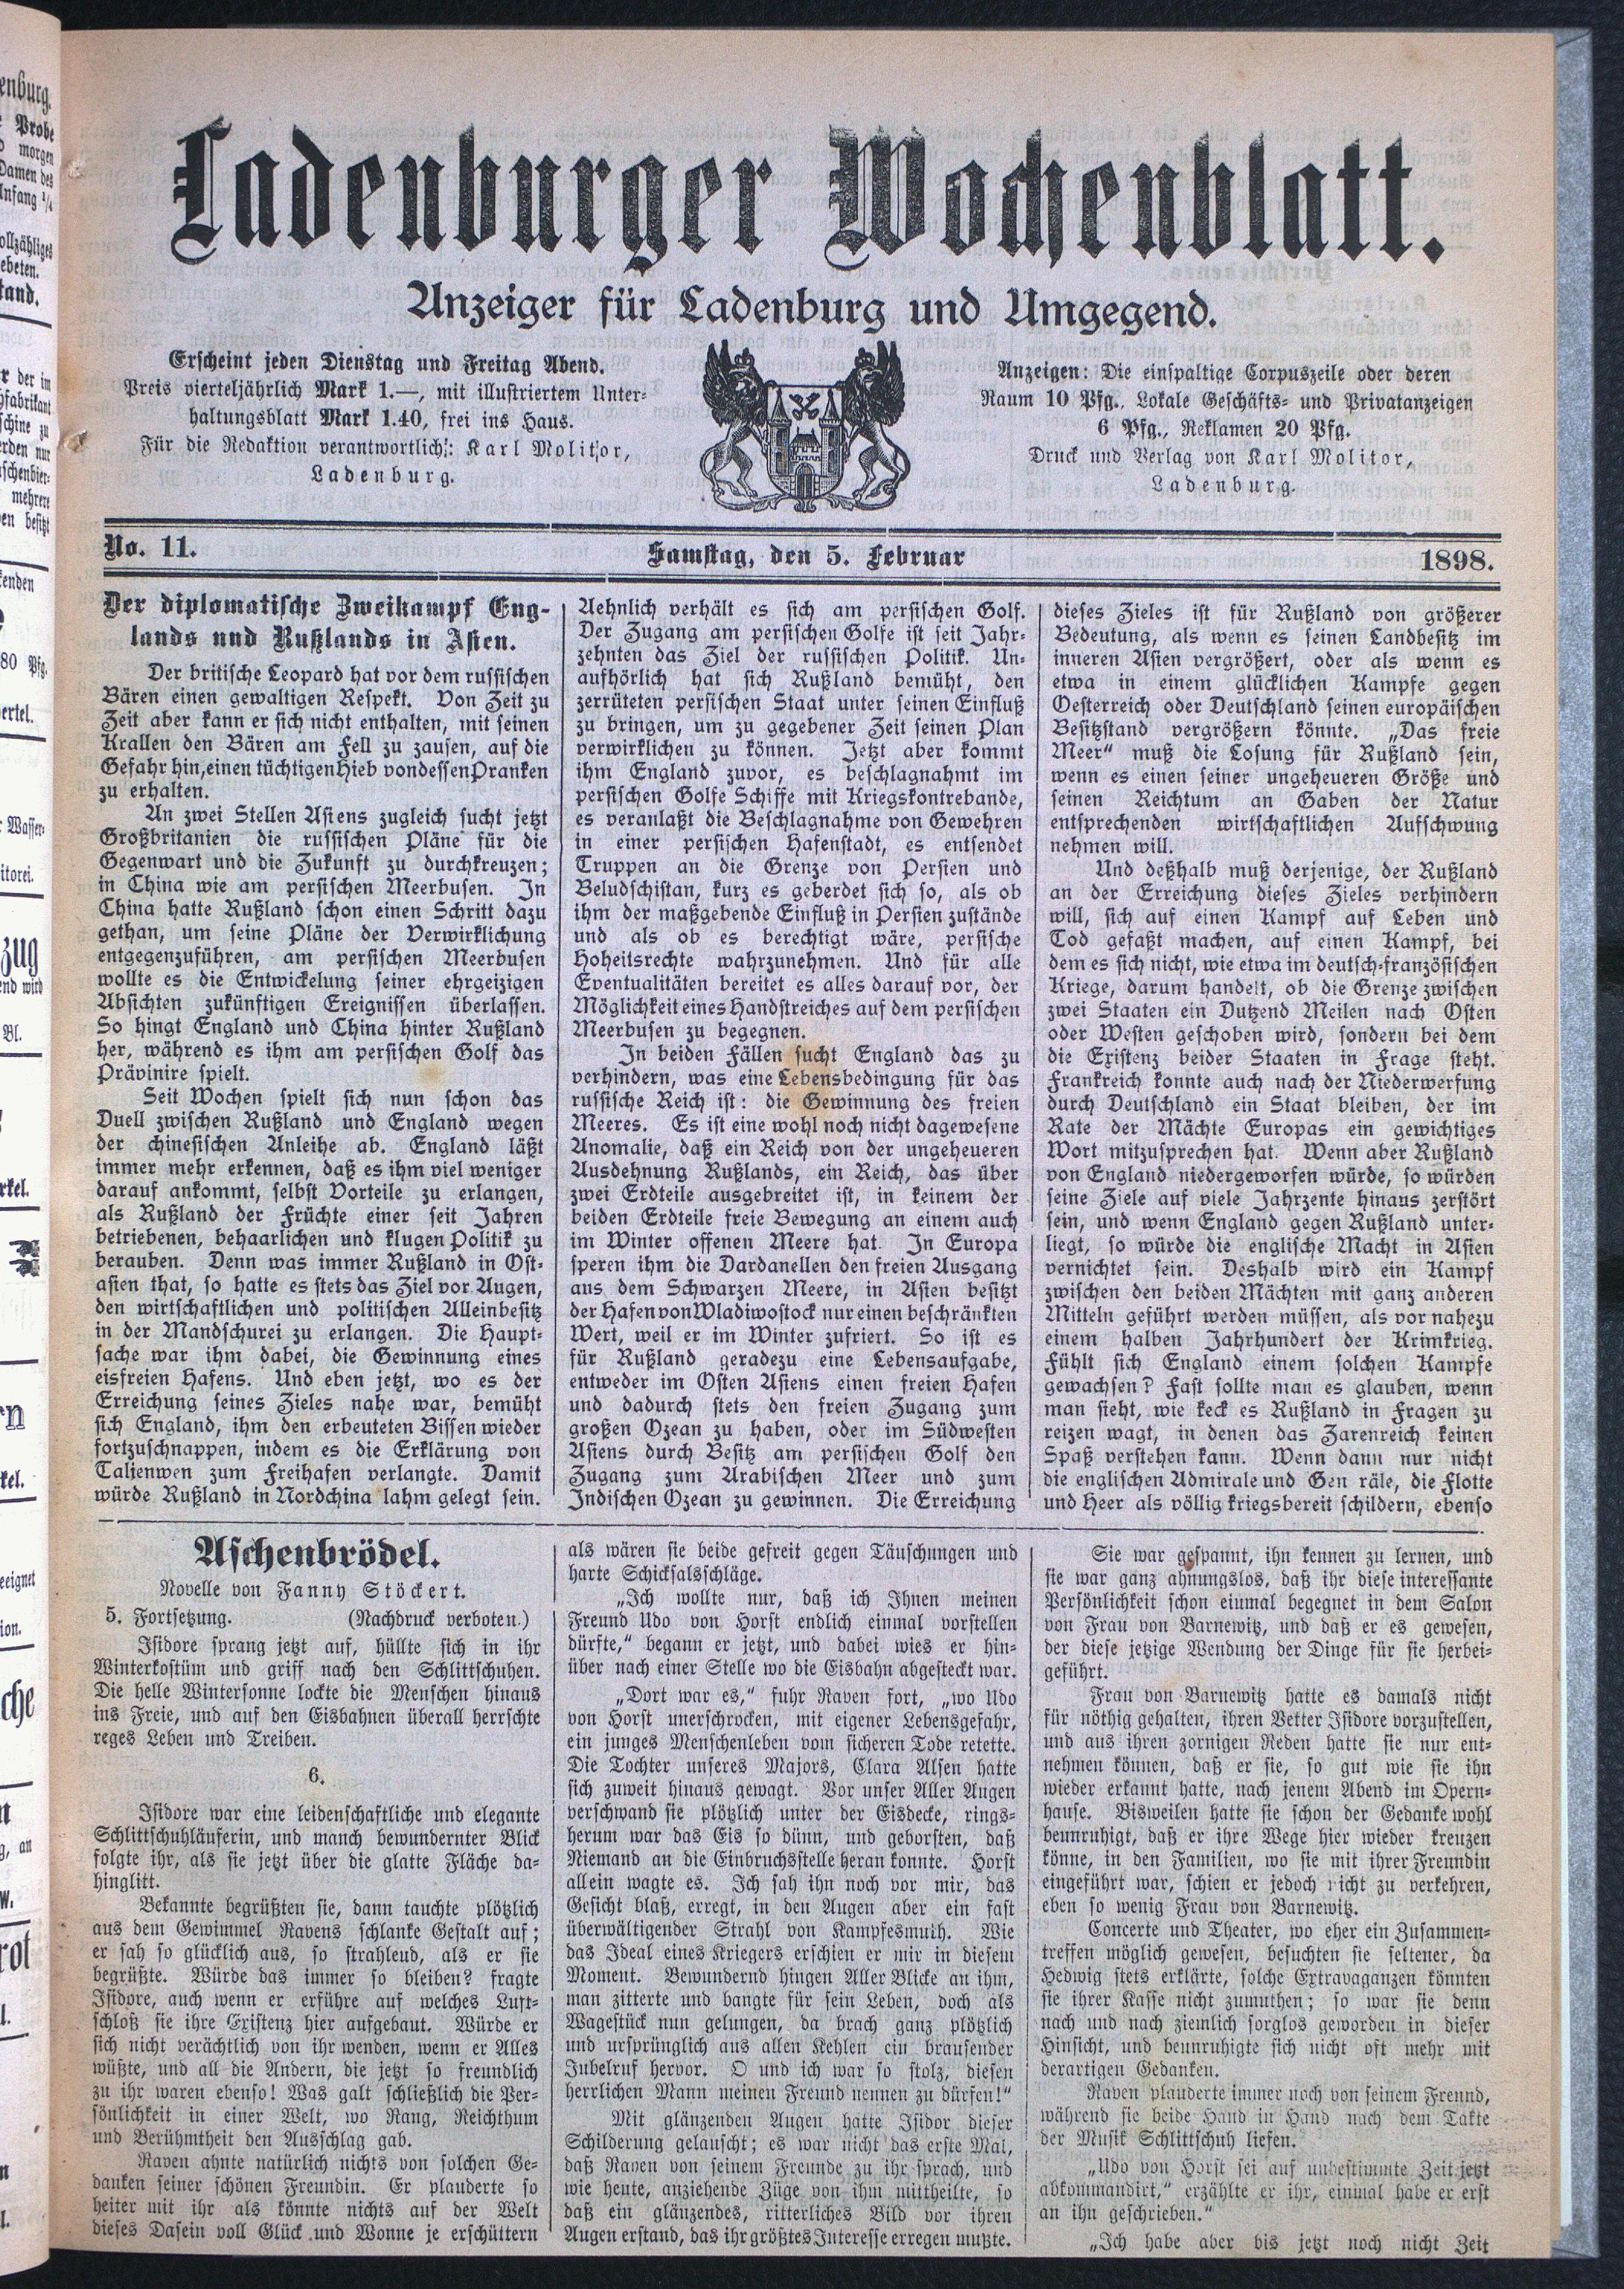 Ladenburger Wochenblatt.
Anzeiger für Ladenburg und Umgegend.
Erscheint jeden Dienstag und Freitag Abend.
Preis vierteljährlich Mark 1.—, mit illustriertem Unter-
haltungsblatt Mark 1.40, frei ins Haus.
Für die Redaktion verantwortlich: Karl Molitor,
Ladenburg.
Anzeigen: Die einspaltige Corpuszeile oder deren
Raum 10 Pfg., Lokale Geschäfts- und Privatanzeigen
6 Pfg., Reklamen 20 Pfg.
Druck und Verlag von Karl Molitor,
Ladenburg.
No. 11.
Samstag, den 5. Februar
1898.
Der diplomatische Zweikampf Eng-
lands und Rußlands in Asien.
Der britische Leopard hat vor dem russischen
Bären einen gewaltigen Respekt. Von Zeit zu
Zeit aber kann er sich nicht enthalten, mit seinen
Krallen den Bären am Fell zu zausen, auf die
Gefahr hin, einen tüchtigen Hieb von dessen Pranken
zu erhalten.
An zwei Stellen Asiens zugleich sucht jetzt
Großbritanien die russischen Pläne für die
Gegenwart und die Zukunft zu durchkreuzen;
in China wie am persischen Meerbusen. In
China hatte Rußland schon einen Schritt dazu
gethan, um seine Pläne der Verwirklichung
entgegenzuführen, am persischen Meerbusen
wollte es die Entwickelung seiner ehrgeizigen
Absichten zukünftigen Ereignissen überlassen.
So hingt England und China hinter Rußland
her, während es ihm am persischen Golf das
Prävinire spielt.
Seit Wochen spielt sich nun schon das
Duell zwischen Rußland und England wegen
der chinesischen Anleihe ab. England läßt
immer mehr erkennen, daß es ihm viel weniger
darauf ankommt, selbst Vorteile zu erlangen,
als Rußland der Früchte einer seit Jahren
betriebenen, behaarlichen und klugen Politik zu
berauben. Denn was immer Rußland in Ost-
asien that, so hatte es stets das Ziel vor Augen,
den wirtschaftlichen und politischen Alleinbesitz
in der Mandschurei zu erlangen. Die Haupt-
sache war ihm dabei, die Gewinnung eines
eisfreien Hafens. Und eben jetzt, wo es der
Erreichung seines Zieles nahe war, bemüht
sich England, ihm den erbeuteten Bissen wieder
fortzuschnappen, indem es die Erklärung von
Talienwen zum Freihafen verlangte. Damit
würde Rußland in Nordchina lahm gelegt sein.
Aehnlich verhält es sich am persischen Golf.
Der Zugang am persischen Golfe ist seit Jahr-
zehnten das Ziel der russischen Politik. Un-
aufhörlich hat sich Rußland bemüht, den
zerrüteten persischen Staat unter seinen Einfluß
zu bringen, um zu gegebener Zeit seinen Plan
verwirklichen zu können. Jetzt aber kommt
ihm England zuvor, es beschlagnahmt im
persischen Golfe Schiffe mit Kriegskontrebande,
es veranlaßt die Beschlagnahme von Gewehren
in einer persischen Hafenstadt, es entsendet
Truppen an die Grenze von Persien und
Beludschistan, kurz es geberdet sich so, als ob
ihm der maßgebende Einfluß in Persien zustände
und als ob es berechtigt wäre, persische
Hoheitsrechte wahrzunehmen. Und für alle
Eventualitäten bereitet es alles darauf vor, der
Möglichkeit eines Handstreiches auf dem persischen
Meerbusen zu begegnen.
In beiden Fällen sucht England das zu
verhindern, was eine Lebensbedingung für das
russische Reich ist: die Gewinnung des freien
Meeres. Es ist eine wohl noch nicht dagewesene
Anomalie, daß ein Reich von der ungeheueren
Ausdehnung Rußlands, ein Reich, das über
zwei Erdteile ausgebreitet ist, in keinem der
beiden Erdteile freie Bewegung an einem auch
im Winter offenen Meere hat. In Europa
speren ihm die Dardanellen den freien Ausgang
aus dem Schwarzen Meere, in Asien besitzt
der Hafen von Wladiwostock nur einen beschränkten
Wert, weil er im Winter zufriert. So ist es
für Rußland geradezu eine Lebensaufgabe,
entweder im Osten Asiens einen freien Hafen
und dadurch stets den freien Zugang zum
großen Ozean zu haben, oder im Südwesten
Asiens durch Besitz am persischen Golf den
Zugang zum Arabischen Meer und zum
Indischen Ozean zu gewinnen. Die Erreichung
dieses Zieles ist für Rußland von größerer
Bedeutung, als wenn es seinen Landbesitz im
inneren Asien vergrößert, oder als wenn es
etwa in einem glücklichen Kampfe gegen
Oesterreich oder Deutschland seinen europäischen
Besitzstand vergrößern könnte. „Das freie
Meer“ muß die Losung für Rußland sein,
wenn es einen seiner ungeheueren Größe und
seinen Reichtum an Gaben der Natur
entsprechenden wirtschaftlichen Aufschwung
nehmen will.
Und deßhalb muß derjenige, der Rußland
an der Erreichung dieses Zieles verhindern
will, sich auf einen Kampf auf Leben und
Tod gefaßt machen, auf einen Kampf, bei
dem es sich nicht, wie etwa im deutsch-französischen
Kriege, darum handelt, ob die Grenze zwischen
zwei Staaten ein Dutzend Meilen nach Osten
oder Westen geschoben wird, sondern bei dem
die Existenz beider Staaten in Frage steht.
Frankreich konnte auch nach der Niederwerfung
durch Deutschland ein Staat bleiben, der im
Rate der Mächte Europas ein gewichtiges
Wort mitzusprechen hat. Wenn aber Rußland
von England niedergeworfen würde, so würden
seine Ziele auf viele Jahrzente hinaus zerstört
sein, und wenn England gegen Rußland unter-
liegt, so würde die englische Macht in Asien
vernichtet sein. Deshalb wird ein Kampf
zwischen den beiden Mächten mit ganz anderen
Mitteln geführt werden müssen, als vor nahezu
einem halben Jahrhundert der Krimkrieg.
Fühlt sich England einem solchen Kampfe
gewachsen? Fast sollte man es glauben, wenn
man sieht, wie keck es Rußland in Fragen zu
reizen wagt, in denen das Zarenreich keinen
Spaß verstehen kann. Wenn dann nur nicht
die englischen Admirale und Gen räle, die Flotte
und Heer als völlig kriegsbereit schildern, ebenso
Aschenbrödel.
Novelle von Fanny Stöckert.
5. Fortsetzung. (Nachdruck verboten.)
Isidore sprang jetzt auf, hüllte sich in ihr
Winterkostüm und griff nach den Schlittschuhen.
Die helle Wintersonne lockte die Menschen hinaus
ins Freie, und auf den Eisbahnen überall herrschte
reges Leben und Treiben.
6.
Isidore war eine leidenschaftliche und elegante
Schlittschuhläuferin, und manch bewundernter Blick
folgte ihr, als sie jetzt über die glatte Fläche da-
hinglitt.
Bekannte begrüßten sie, dann tauchte plötzlich
aus dem Gewimmel Ravens schlanke Gestalt auf;
er sah so glücklich aus, so strahlend, als er sie
begrüßte. Würde das immer so bleiben? fragte
Isidore, auch wenn er erführe auf welches Luft-
schloß sie ihre Existenz hier aufgebaut. Würde er
sich nicht verächtlich von ihr wenden, wenn er Alles
wüßte, und all die Andern, die jetzt so freundlich
zu ihr waren ebenso! Was galt schließlich die Per-
sönlichkeit in einer Welt, wo Rang, Reichthum
und Berühmtheit den Ausschlag gab.
Raven ahnte natürlich nichts von solchen Ge-
danken seiner schönen Freundin. Er plauderte so
heiter mit ihr als könnte nichts auf der Welt
dieses Dasein voll Glück und Wonne je erschüttern
als wären sie beide gefreit gegen Täuschungen und
harte Schicksalsschläge.
„Ich wollte nur, daß ich Ihnen meinen
Freund Udo von Horst endlich einmal vorstellen
dürfte,“ begann er jetzt, und dabei wies er hin-
über nach einer Stelle wo die Eisbahn abgesteckt war.
„Dort war es,“ fuhr Raven fort, „wo Udo
von Horst unerschrocken, mit eigener Lebensgefahr,
ein junges Menschenleben vom sicheren Tode retette.
Die Tochter unseres Majors, Clara Alsen hatte
sich zuweit hinaus gewagt. Vor unser Aller Augen
verschwand sie plötzlich unter der Eisdecke, rings-
herum war das Eis so dünn, und geborsten, daß
Niemand an die Einbruchsstelle heran konnte. Horst
allein wagte es. Ich sah ihn noch vor mir, das
Gesicht blaß, erregt, in den Augen aber ein fast
überwältigender Strahl von Kampfesmuth. Wie
das Ideal eines Kriegers erschien er mir in diesem
Moment. Bewundernd hingen Aller Blicke an ihm,
man zitterte und bangte für sein Leben, doch als
Wagestück nun gelungen, da brach ganz plötzlich
und ursprünglich aus allen Kehlen ein brausender
Jubelruf hervor. O und ich war so stolz, diesen
herrlichen Mann meinen Freund nennen zu dürfen!“
Mit glänzenden Augen hatte Isidor dieser
Schilderung gelauscht; es war nicht das erste Mal,
daß Raven von seinem Freunde zu ihr sprach, und
wie heute, anziehende Züge von ihm mittheilte, so
daß ein glänzendes, ritterliches Bild vor ihren
Augen erstand, das ihr größtes Interesse erregen mußte.
Sie war gespannt, ihn kennen zu lernen, und
sie war ganz ahnungslos, daß ihr diese interessante
Persönlichkeit schon einmal begegnet in dem Salon
von Frau von Barnewitz, und daß er es gewesen,
der diese jetzige Wendung der Dinge für sie herbei-
geführt.
Frau von Barnewitz hatte es damals nicht
für nöthig gehalten, ihren Vetter Isidore vorzustellen,
und aus ihren zornigen Reden hatte sie nur ent-
nehmen können, daß er sie, so gut wie sie ihn
wieder erkannt hatte, nach jenem Abend im Opern-
hause. Bisweilen hatte sie schon der Gedanke wohl
beunruhigt, daß er ihre Wege hier wieder kreuzen
könne, in den Familien, wo sie mit ihrer Freundin
eingeführt war, schien er jedoch nicht zu verkehren,
eben so wenig Frau von Barnewitz.
Concerte und Theater, wo eher ein Zusammen-
treffen möglich gewesen, besuchten sie seltener, da
Hedwig stets erklärte, solche Extravaganzen könnten
sie ihrer Kasse nicht zumuthen; so war sie denn
nach und nach ziemlich sorglos geworden in dieser
Hinsicht, und beunruhigte sich nicht oft mehr mit
derartigen Gedanken.
Raven plauderte immer noch von seinem Freund,
während sie beide Hand in Hand nach dem Takte
der Musik Schlittschuh liefen.
„Udo von Horst sei auf unbestimmte Zeit jetzt
abkommandirt,“ erzählte er ihr, einmal habe er erst
an ihn geschrieben.“
„Ich habe aber bis jetzt noch nicht Zeit